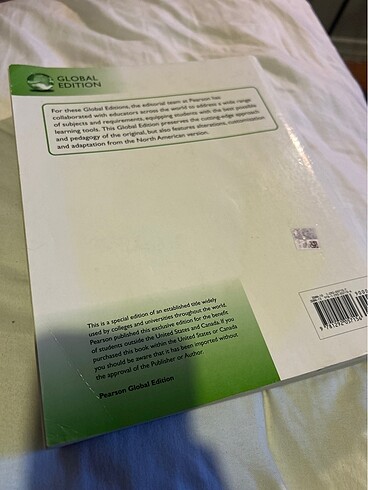 GLOBAL
EDITION
For these Global Editions, the editorial team at Pearson has
collaborated with educators across the world to address a wide range
of subjects and requirements, equipping students with the best possible
learning tools. This Global Edition preserves the cutting-edge approach
and pedagogy of the original, but also features alterations, customization
and adaptation from the North American version.
This is a special edition of an established title widely
used by colleges and universities throughout the world.
Pearson published this exclusive edition for the benefit
of students outside the United States and Canada. If you
purchased this book within the United States or Canada
you should be aware that it has been imported without
the approval of the Publisher or Author.
Pearson Global Edition
9000